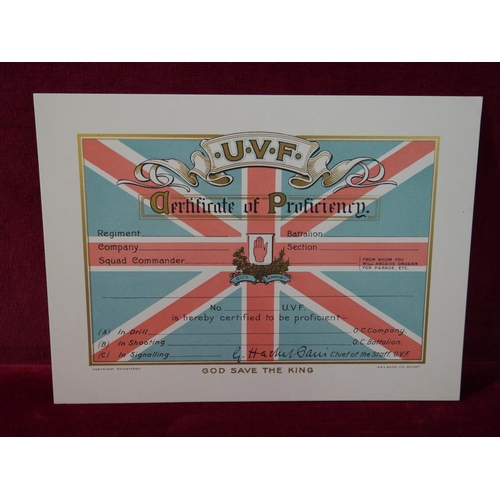 U.V.F.
Certificate of Proficiency.
Regiment Battalion
Company Section
Squad Commander FROM WHOM YOU
WILL RECEIVE ORDERS
FOR PARADE, ETC.
No. U.V.F.
is hereby certified to be proficient—
(A) In Drill O.C. Company.
(B) In Shooting O.C. Battalion.
(C) In Signalling Chief of the Staff, U.V.F.
COPYRIGHT REGISTERED
GOD SAVE THE KING